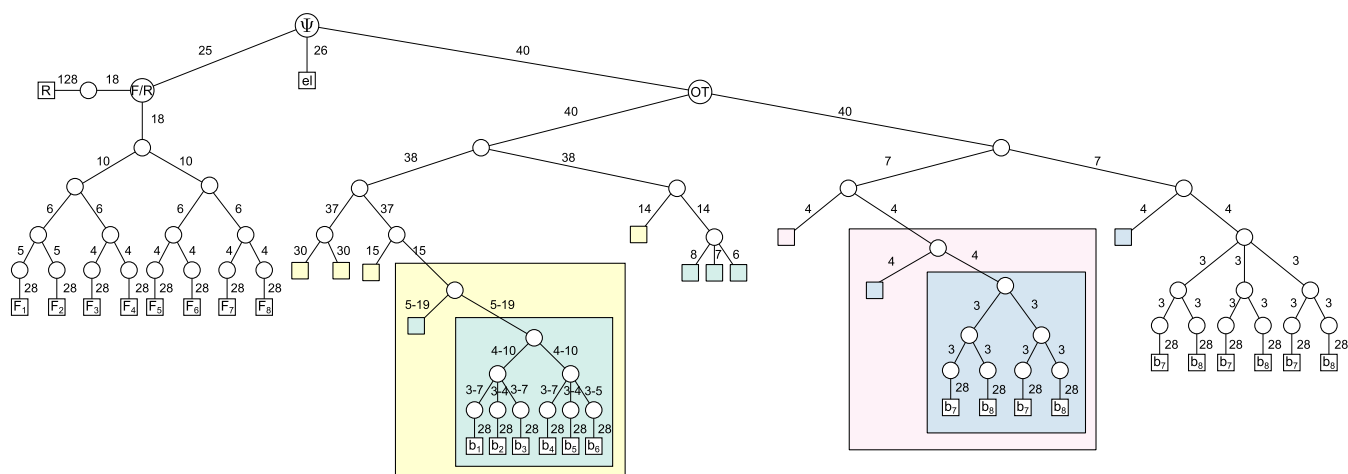 Ψ
25 26 40
R 128 18 F/R el OT
18 40 40
10 10 38 38 7 7
6 6 6 6 37 37 14 14 4 4 4 4
5 5 4 4 4 4 4 4 30 30 15 15 8 7 6 4 4 3 3 3
28 28 28 28 28 28 28 28 5-19 5-19 3 3 3 3 3 3 3 3
F1 F2 F3 F4 F5 F6 F7 F8 4-10 4-10 3 3 3 3 28 28 28 28 28 28
b7 b8 b7 b8 b7 b8
3-7 3-4 3-7 3-7 3-4 3-5 28 28 28 28
b7 b8 b7 b8
28 28 28 28 28 28
b1 b2 b3 b4 b5 b6